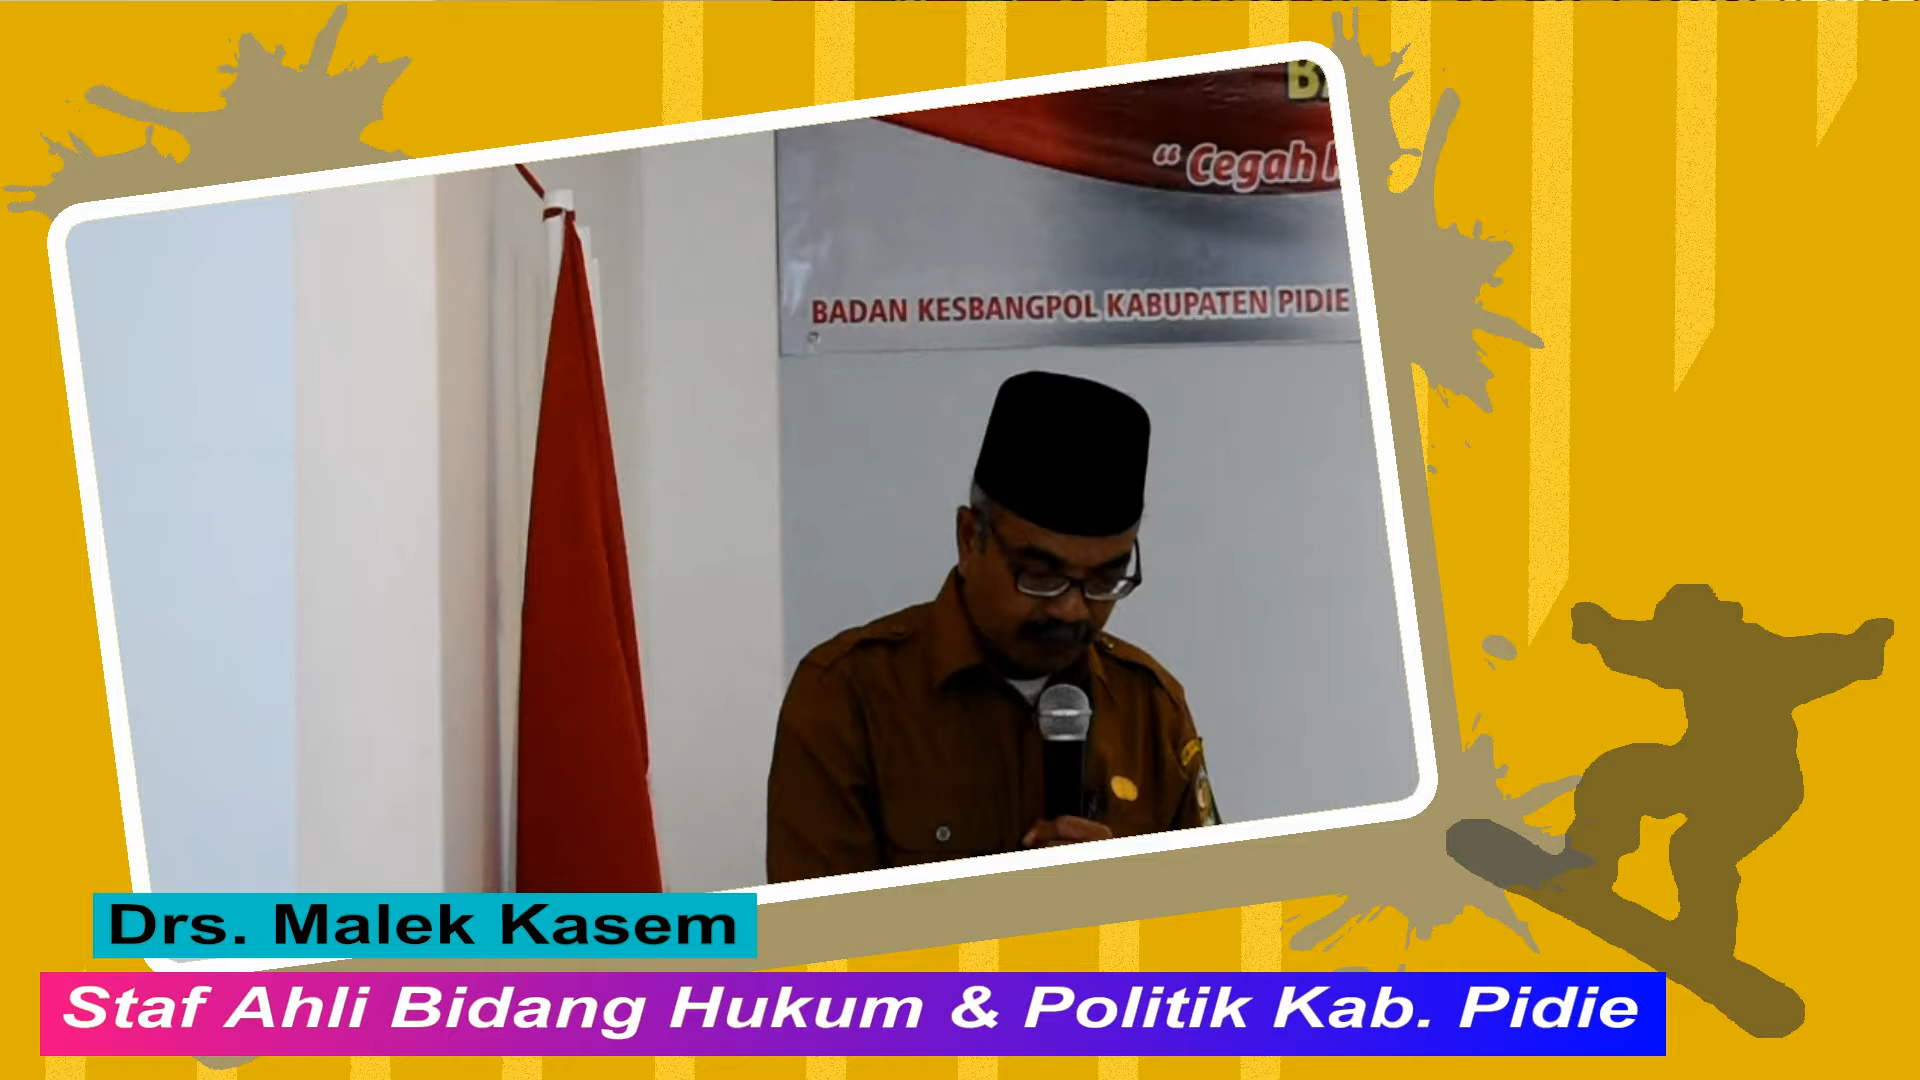 “ Cegah
BADAN KESBANGPOL KABUPATEN PIDIE
Drs. Malek Kasem
Staf Ahli Bidang Hukum & Politik Kab. Pidie